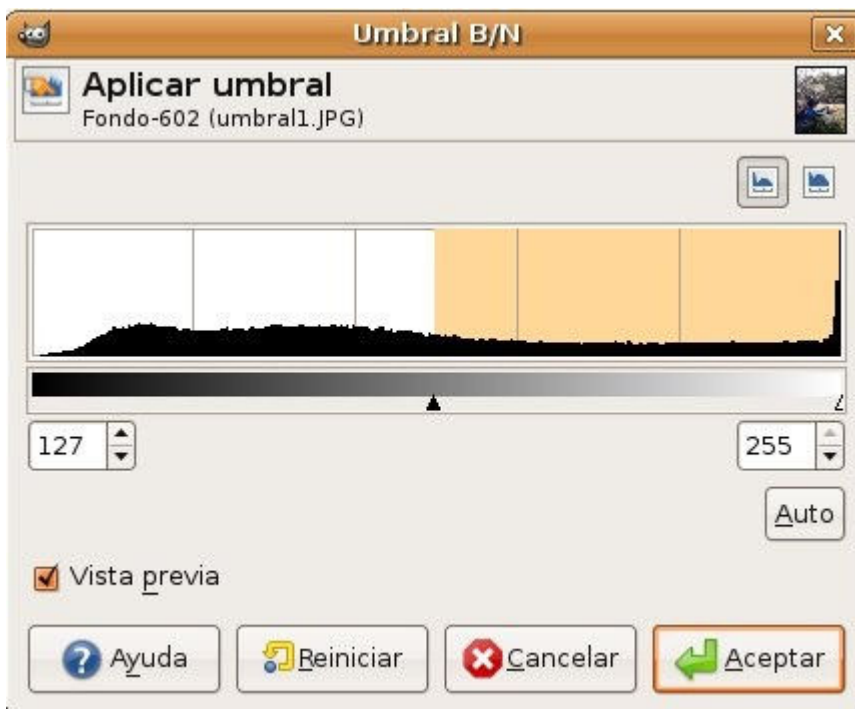 Umbral B/N
Aplicar umbral
Fondo-602 (umbral1.JPG)
127
255
Auto
Vista previa
Ayuda
Reiniciar
Cancelar
Aceptar